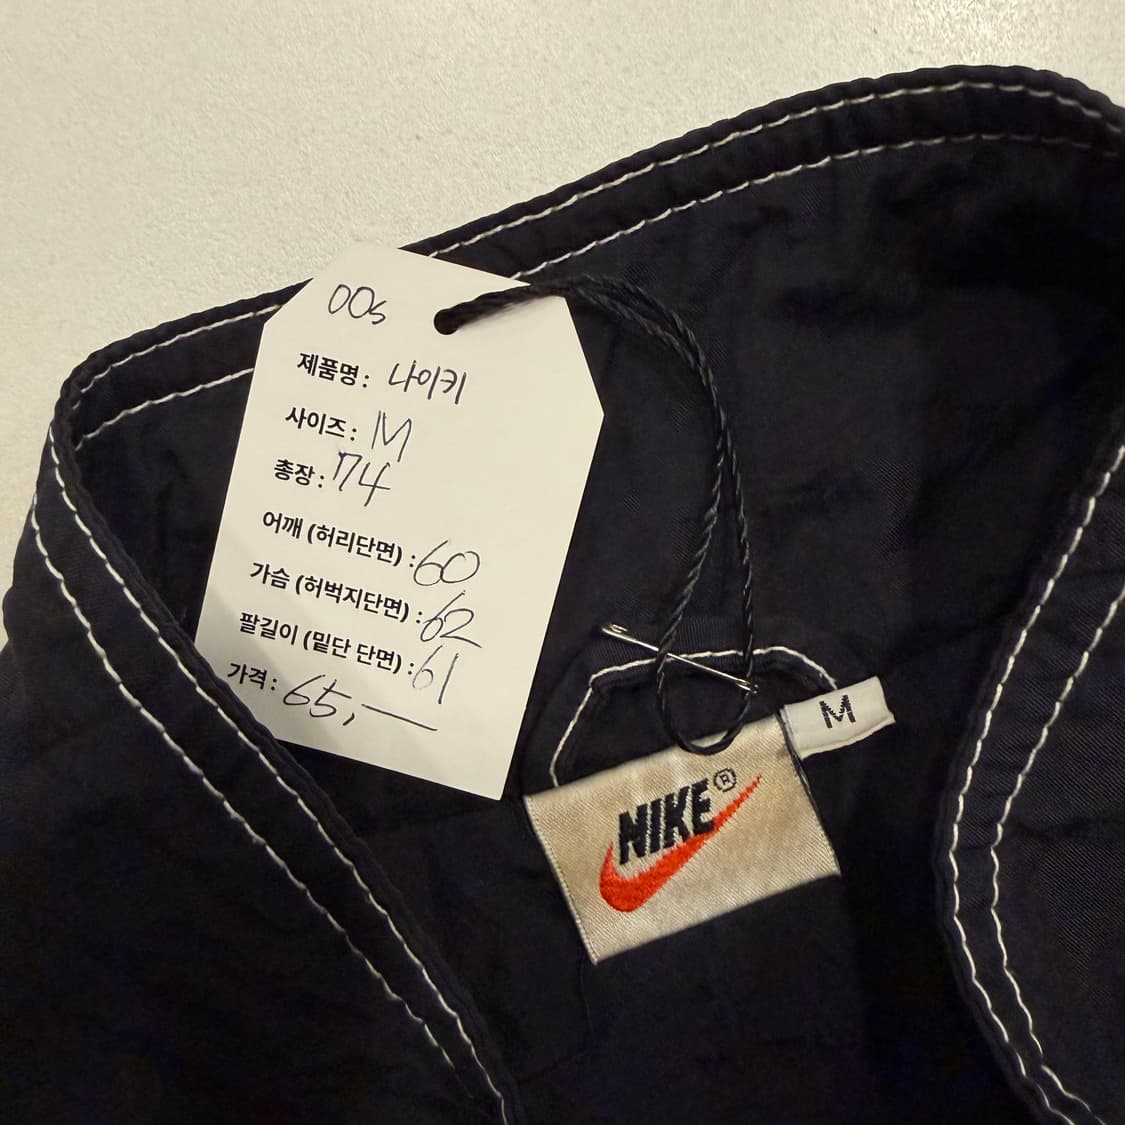 00s
제품명 : 나이키
사이즈 : M
총장 : 74
어깨 (허리단면) : 60
가슴 (허벅지단면) : 62
팔길이 (밑단 단면) : 61
가격 : 65,—
M
NIKE®